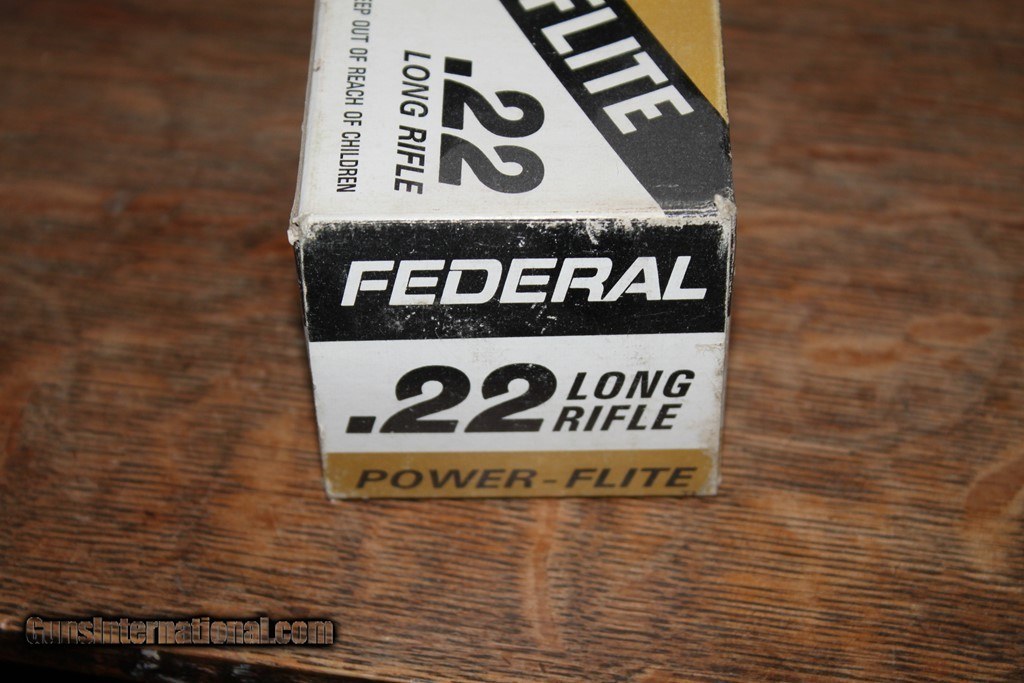 FLITE
.22
LONG RIFLE
EEP OUT OF REACH OF CHILDREN
FEDERAL
.22 LONG
RIFLE
POWER-FLITE
GunsInternational.com